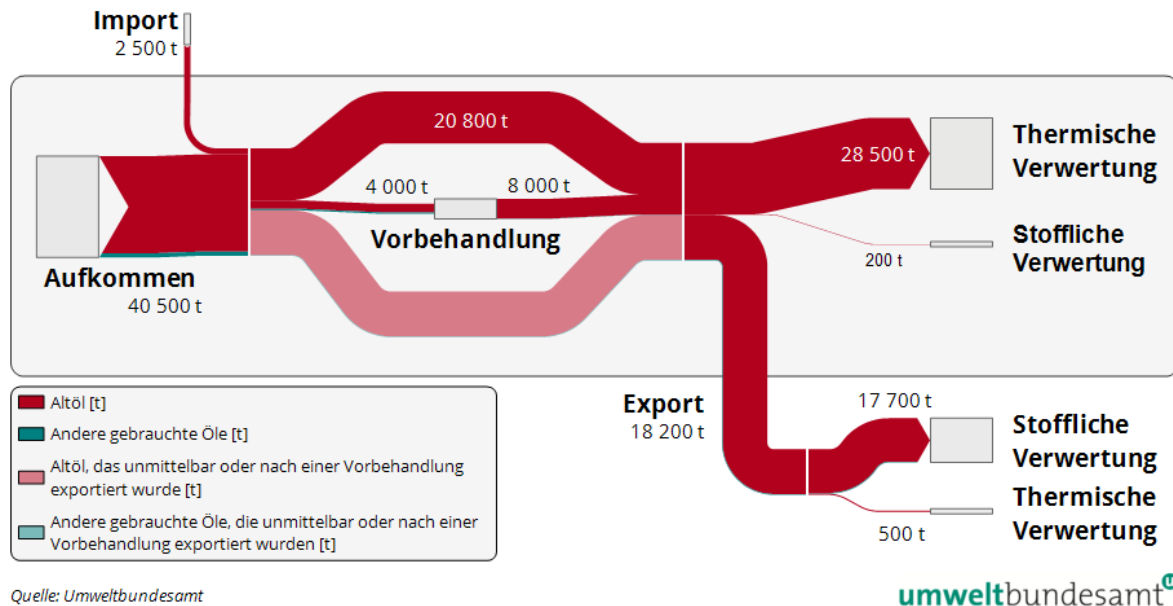 Import
2 500 t
20 800 t
4 000 t
8 000 t
Vorbehandlung
Aufkommen
40 500 t
28 500 t
Thermische
Verwertung
200 t
Stoffliche
Verwertung
Export
18 200 t
17 700 t
Stoffliche
Verwertung
500 t
Thermische
Verwertung
Altöl [t]
Andere gebrauchte Öle [t]
Altöl, das unmittelbar oder nach einer Vorbehandlung
exportiert wurde [t]
Andere gebrauchte Öle, die unmittelbar oder nach einer
Vorbehandlung exportiert wurden [t]
Quelle: Umweltbundesamt
umweltbundesamt